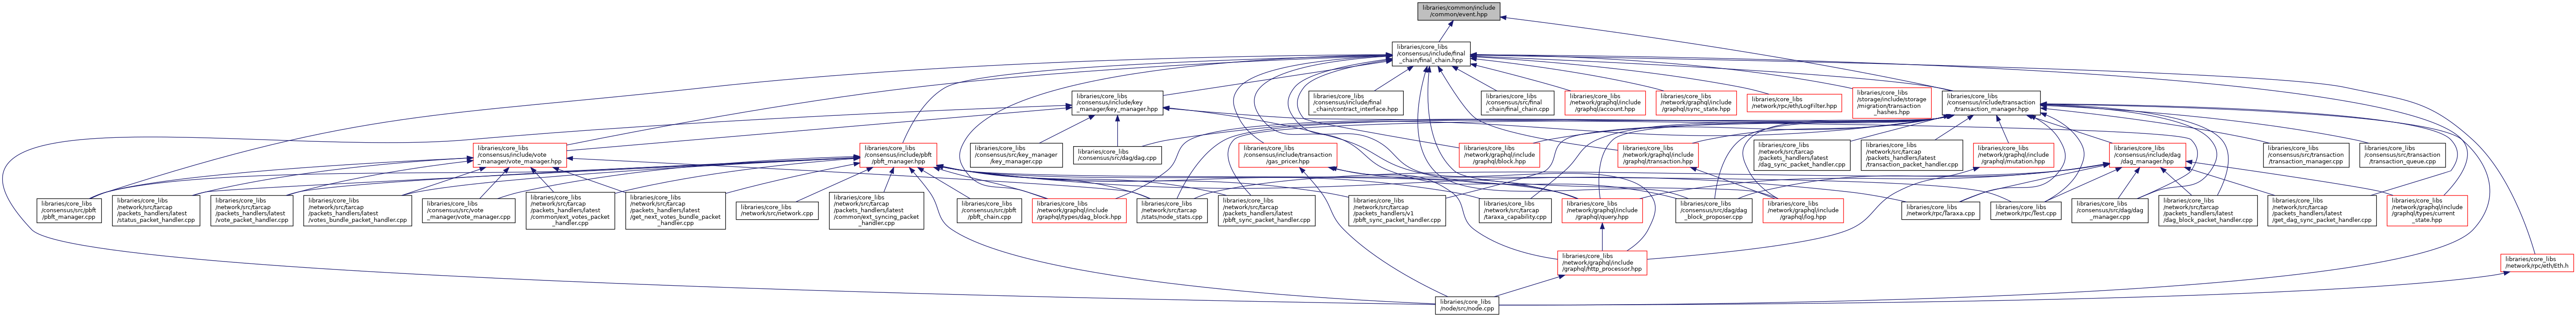 libraries/common/include
/common/event.hpp
libraries/core_libs
/consensus/include/final
_chain/final_chain.hpp
libraries/core_libs
/consensus/include/key
_manager/key_manager.hpp
libraries/core_libs
/consensus/include/final
_chain/contract_interface.hpp
libraries/core_libs
/consensus/src/final
_chain/final_chain.cpp
libraries/core_libs
/network/graphql/include
/graphql/account.hpp
libraries/core_libs
/network/graphql/include
/graphql/sync_state.hpp
libraries/core_libs
/network/rpc/eth/LogFilter.hpp
libraries/core_libs
/storage/include/storage
/migration/transaction
_hashes.hpp
libraries/core_libs
/consensus/include/transaction
/transaction_manager.hpp
libraries/core_libs
/consensus/include/vote
_manager/vote_manager.hpp
libraries/core_libs
/consensus/include/pbft
/pbft_manager.hpp
libraries/core_libs
/consensus/src/key_manager
/key_manager.cpp
libraries/core_libs
/consensus/src/dag/dag.cpp
libraries/core_libs
/consensus/include/transaction
/gas_pricer.hpp
libraries/core_libs
/network/graphql/include
/graphql/block.hpp
libraries/core_libs
/network/graphql/include
/graphql/transaction.hpp
libraries/core_libs
/network/src/tarcap
/packets_handlers/latest
/dag_sync_packet_handler.cpp
libraries/core_libs
/network/src/tarcap
/packets_handlers/latest
/transaction_packet_handler.cpp
libraries/core_libs
/network/graphql/include
/graphql/mutation.hpp
libraries/core_libs
/consensus/include/dag
/dag_manager.hpp
libraries/core_libs
/consensus/src/transaction
/transaction_manager.cpp
libraries/core_libs
/consensus/src/transaction
/transaction_queue.cpp
libraries/core_libs
/consensus/src/pbft
/pbft_manager.cpp
libraries/core_libs
/network/src/tarcap
/packets_handlers/latest
/status_packet_handler.cpp
libraries/core_libs
/network/src/tarcap
/packets_handlers/latest
/vote_packet_handler.cpp
libraries/core_libs
/network/src/tarcap
/packets_handlers/latest
/votes_bundle_packet_handler.cpp
libraries/core_libs
/consensus/src/vote
_manager/vote_manager.cpp
libraries/core_libs
/network/src/tarcap
/packets_handlers/latest
/common/ext_votes_packet
_handler.cpp
libraries/core_libs
/network/src/tarcap
/packets_handlers/latest
/get_next_votes_bundle_packet
_handler.cpp
libraries/core_libs
/network/src/network.cpp
libraries/core_libs
/network/src/tarcap
/packets_handlers/latest
/common/ext_syncing_packet
_handler.cpp
libraries/core_libs
/consensus/src/pbft
/pbft_chain.cpp
libraries/core_libs
/network/graphql/include
/graphql/types/dag_block.hpp
libraries/core_libs
/network/src/tarcap
/stats/node_stats.cpp
libraries/core_libs
/network/src/tarcap
/packets_handlers/latest
/pbft_sync_packet_handler.cpp
libraries/core_libs
/network/src/tarcap
/packets_handlers/v1
/pbft_sync_packet_handler.cpp
libraries/core_libs
/network/src/tarcap
/taraxa_capability.cpp
libraries/core_libs
/network/graphql/include
/graphql/query.hpp
libraries/core_libs
/consensus/src/dag/dag
_block_proposer.cpp
libraries/core_libs
/network/graphql/include
/graphql/log.hpp
libraries/core_libs
/network/rpc/Taraxa.cpp
libraries/core_libs
/network/rpc/Test.cpp
libraries/core_libs
/consensus/src/dag/dag
_manager.cpp
libraries/core_libs
/network/src/tarcap
/packets_handlers/latest
/dag_block_packet_handler.cpp
libraries/core_libs
/network/src/tarcap
/packets_handlers/latest
/get_dag_sync_packet_handler.cpp
libraries/core_libs
/network/graphql/include
/graphql/types/current
_state.hpp
libraries/core_libs
/network/graphql/include
/graphql/http_processor.hpp
libraries/core_libs
/network/rpc/eth/Eth.h
libraries/core_libs
/node/src/node.cpp